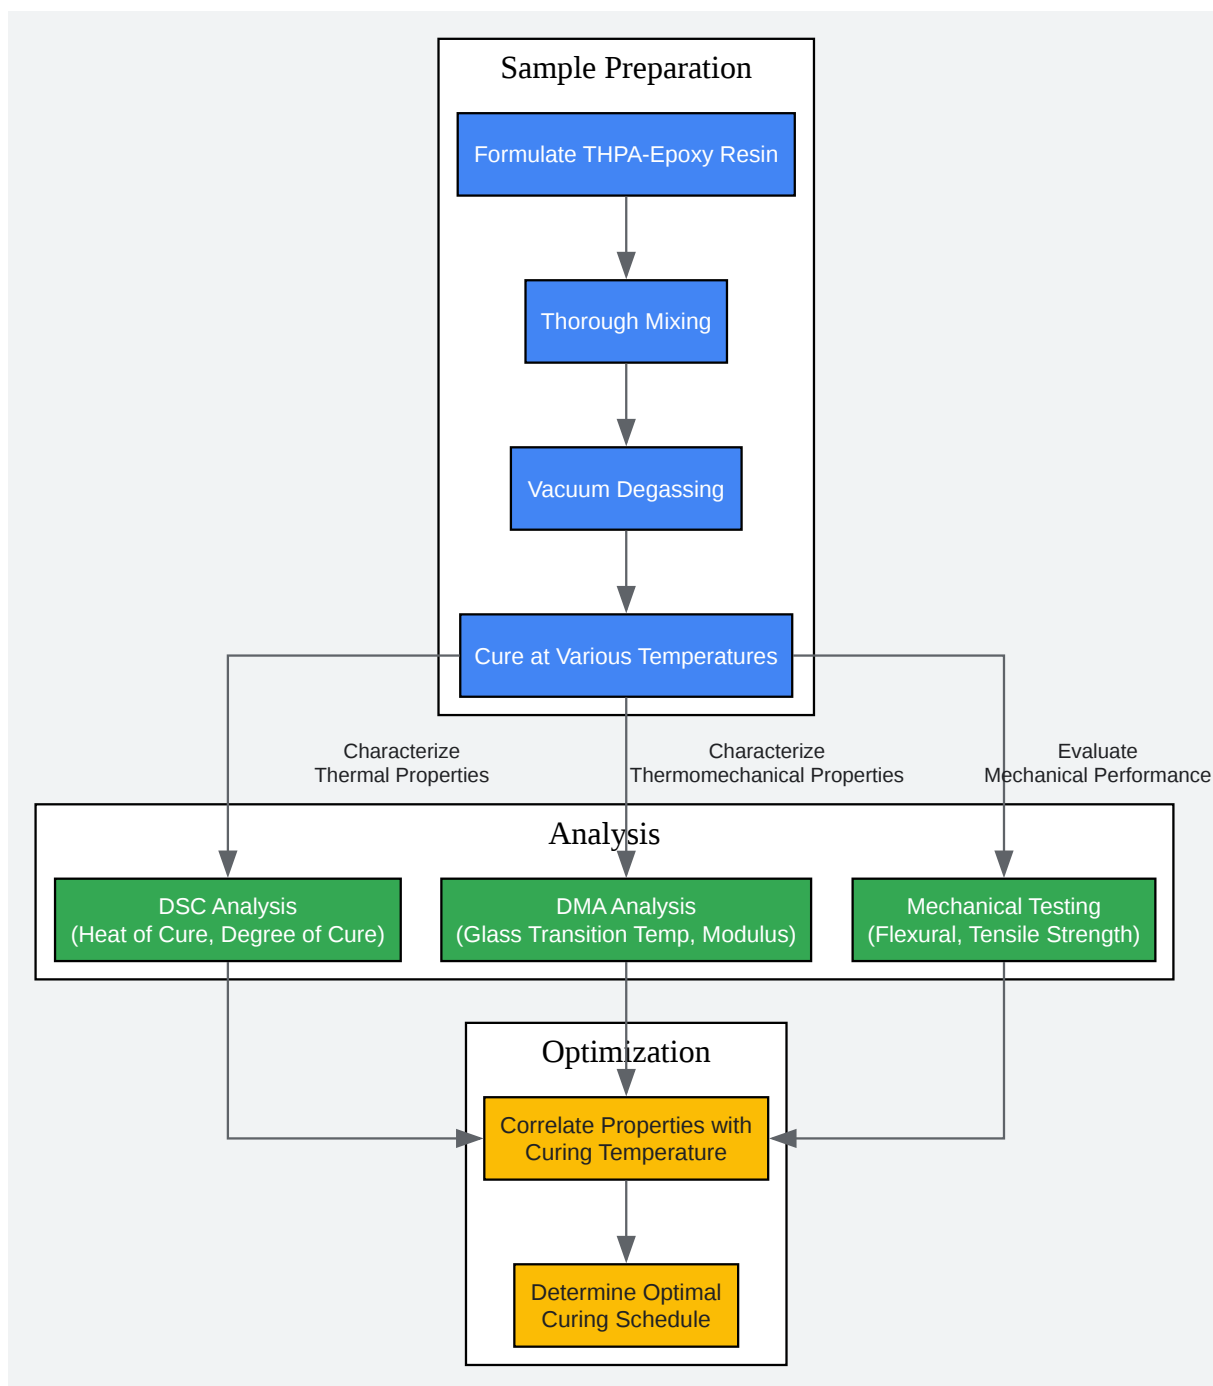 Sample Preparation
Formulate THPA-Epoxy Resin
Thorough Mixing
Vacuum Degassing
Cure at Various Temperatures
Characterize
Thermal Properties
Characterize
Thermomechanical Properties
Evaluate
Mechanical Performance
Analysis
DSC Analysis
(Heat of Cure, Degree of Cure)
DMA Analysis
(Glass Transition Temp, Modulus)
Mechanical Testing
(Flexural, Tensile Strength)
Optimization
Correlate Properties with
Curing Temperature
Determine Optimal
Curing Schedule